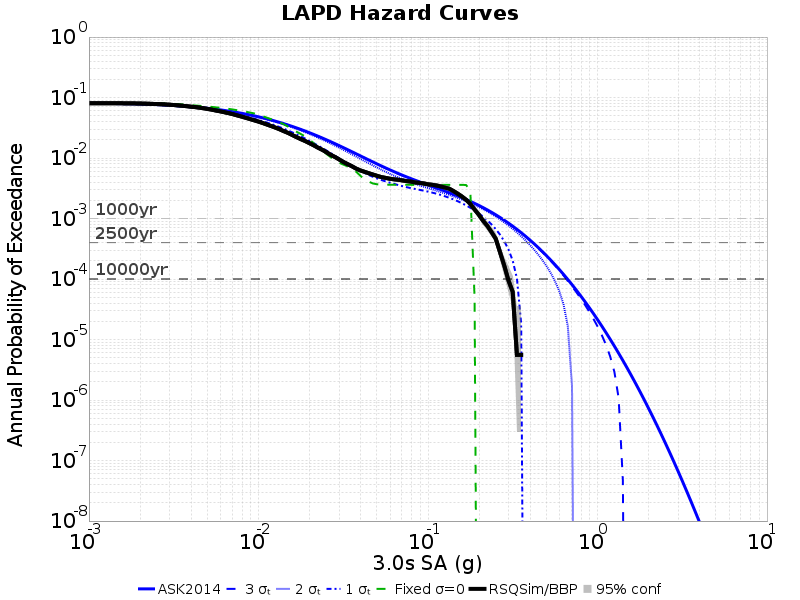 LAPD Hazard Curves
Annual Probability of Exceedance
10^0
10^-1
10^-2
10^-3
10^-4
10^-5
10^-6
10^-7
10^-8
1000yr
2500yr
10000yr
10^-3 10^-2 10^-1 10^0 10^1
3.0s SA (g)
ASK2014 3 σₜ 2 σₜ 1 σₜ Fixed σ=0 RSQSim/BBP 95% conf